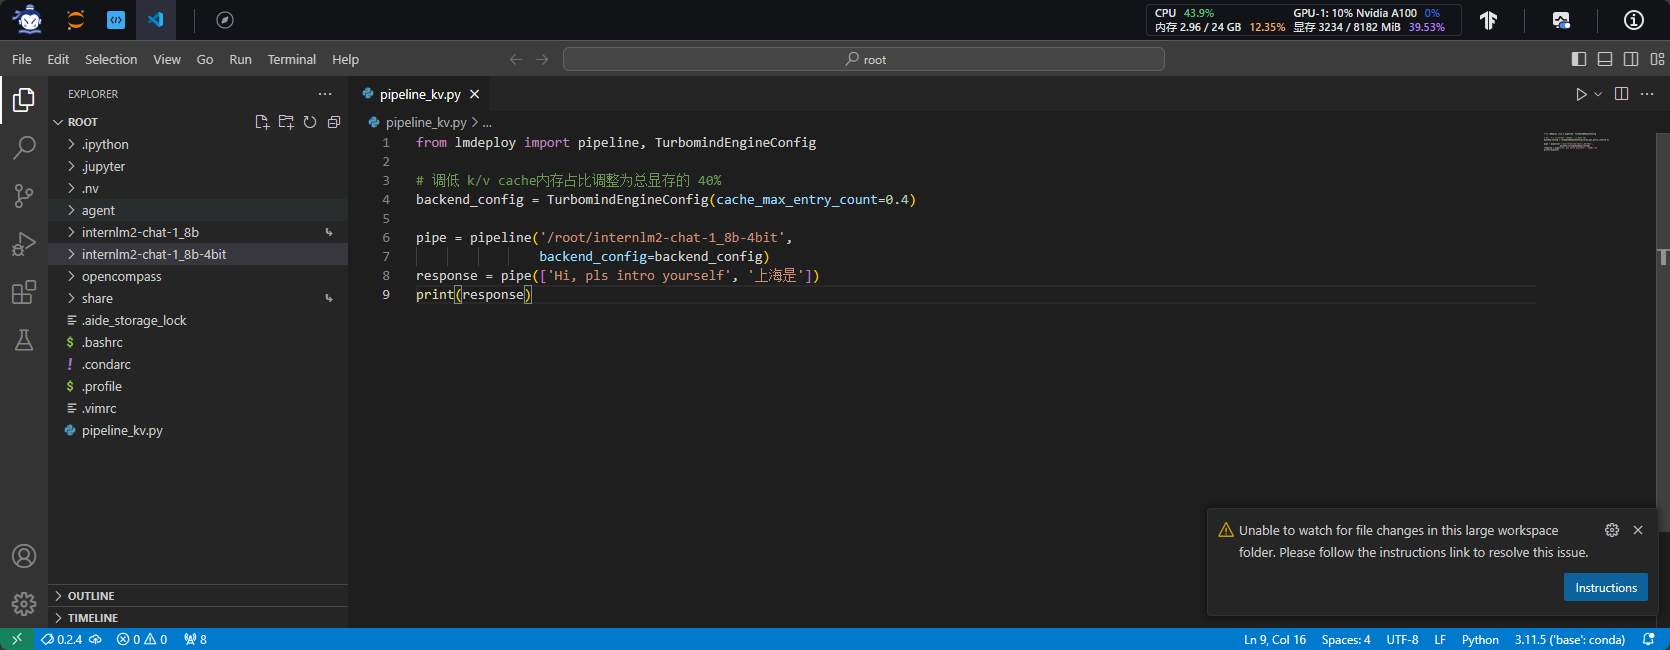 CPU 43.9% GPU-1: 10% Nvidia A100 0%
内存 2.96 / 24 GB 12.35% 显存 3234 / 8182 MiB 39.53%
File Edit Selection View Go Run Terminal Help root
EXPLORER
ROOT
.ipython
.jupyter
.nv
agent
internlm2-chat-1_8b
internlm2-chat-1_8b-4bit
opencompass
share
.aide_storage_lock
.bashrc
.condarc
.profile
.vimrc
pipeline_kv.py
OUTLINE
TIMELINE
pipeline_kv.py
pipeline_kv.py > ...
1 from lmdeploy import pipeline, TurbomindEngineConfig
2
3 # 调低 k/v cache内存占比调整为总显存的 40%
4 backend_config = TurbomindEngineConfig(cache_max_entry_count=0.4)
5
6 pipe = pipeline('/root/internlm2-chat-1_8b-4bit',
7 backend_config=backend_config)
8 response = pipe(['Hi, pls intro yourself', '上海是'])
9 print(response)
Unable to watch for file changes in this large workspace
folder. Please follow the instructions link to resolve this issue.
Instructions
0.2.4 0 0 8 Ln 9, Col 16 Spaces: 4 UTF-8 LF Python 3.11.5 ('base': conda)